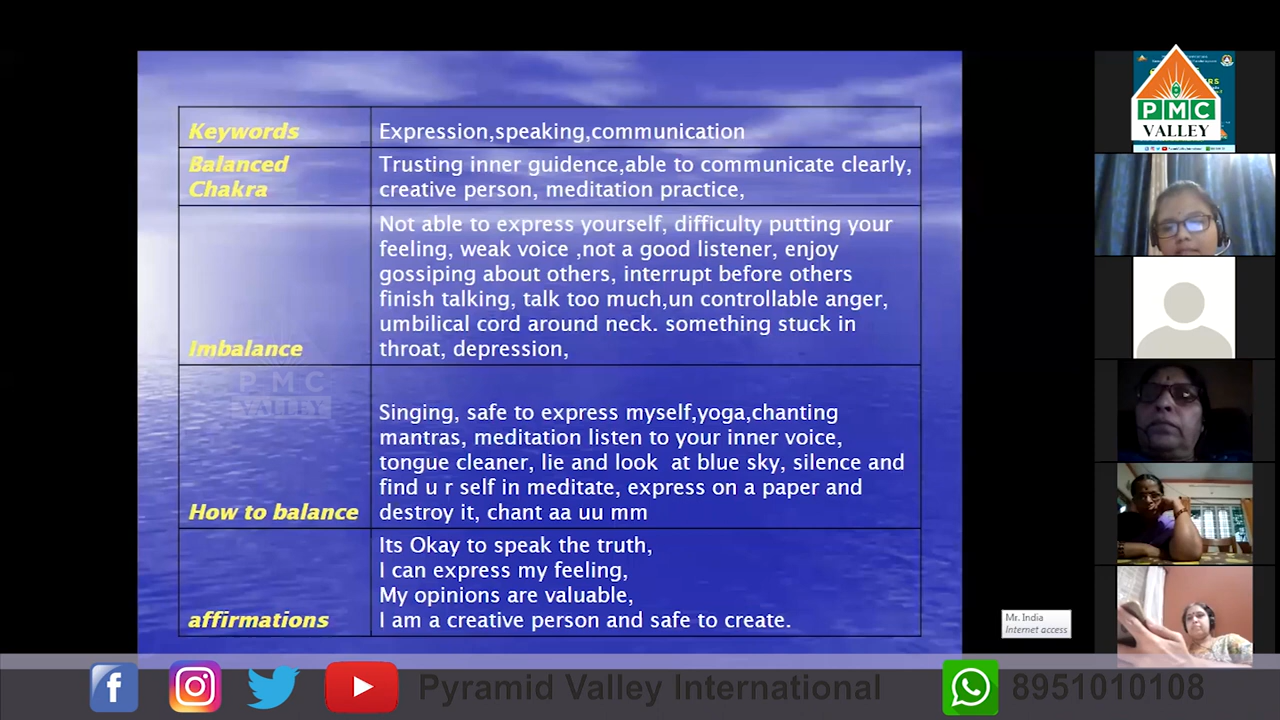 Keywords
Expression,speaking,communication
Balanced
Chakra
Trusting inner guidence,able to communicate clearly,
creative person, meditation practice,
Imbalance
Not able to express yourself, difficulty putting your
feeling, weak voice ,not a good listener, enjoy
gossiping about others, interrupt before others
finish talking, talk too much,un controllable anger,
umbilical cord around neck. something stuck in
throat, depression,
How to balance
Singing, safe to express myself,yoga,chanting
mantras, meditation listen to your inner voice,
tongue cleaner, lie and look  at blue sky, silence and
find u r self in meditate, express on a paper and
destroy it, chant aa uu mm
affirmations
Its Okay to speak the truth,
I can express my feeling,
My opinions are valuable,
I am a creative person and safe to create.
PMC
VALLEY
PMC
VALLEY
Mr. India
Internet access
Pyramid Valley International
8951010108